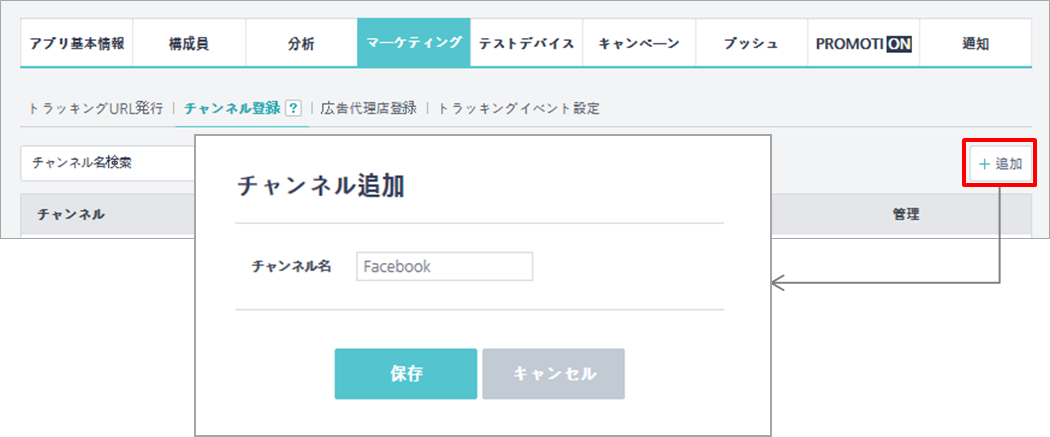 アプリ基本情報 構成員 分析 マーケティング テストデバイス キャンペーン プッシュ PROMOTION 通知
トラッキングURL発行 | チャンネル登録 ? | 広告代理店登録 | トラッキングイベント設定
チャンネル名検索 + 追加
チャンネル 管理
チャンネル追加
チャンネル名 Facebook
保存 キャンセル